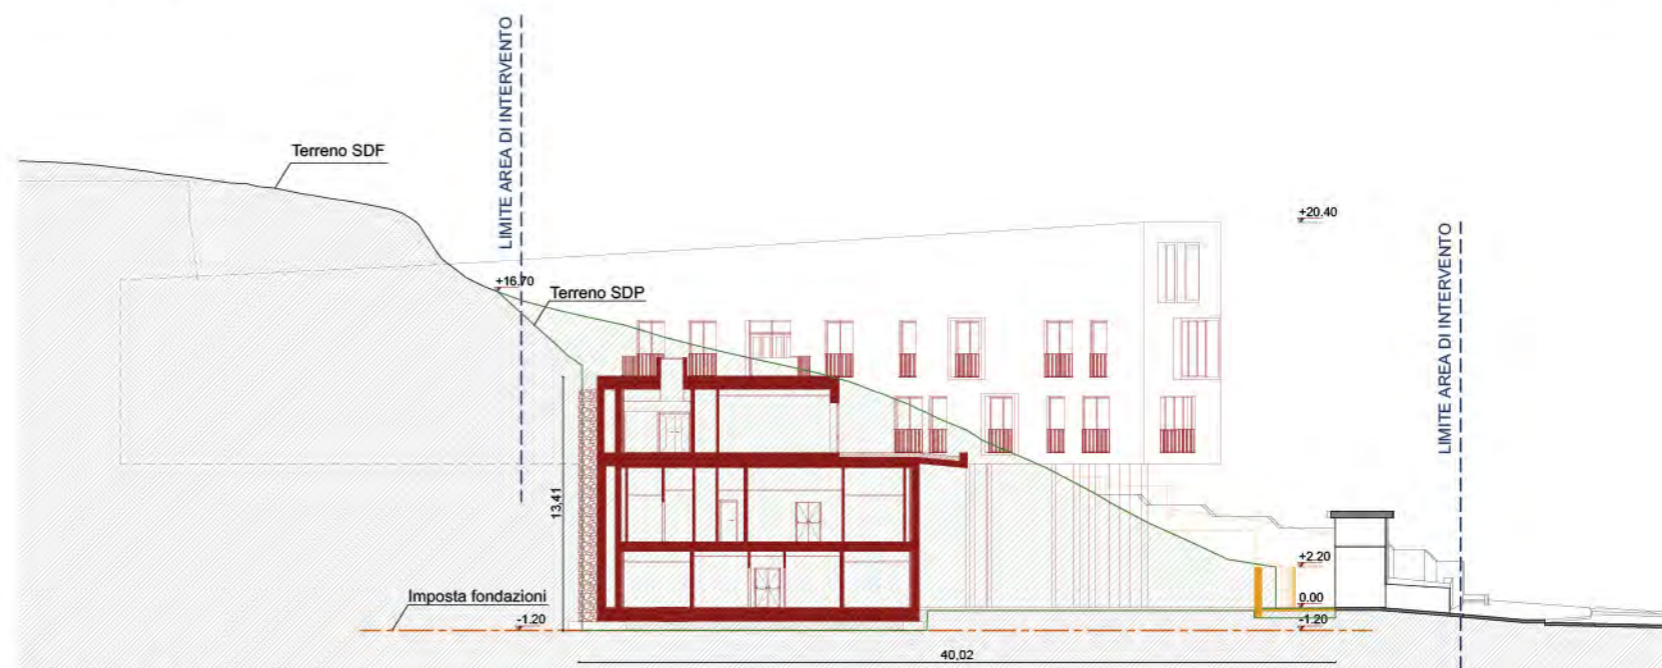 LIMITE AREA DI INTERVENTO
Terreno SDF
+20.40
LIMITE AREA DI INTERVENTO
+16.70
Terreno SDP
13,41
+2.20
Imposta fondazioni
0.00
-1.20
-1.20
40,02